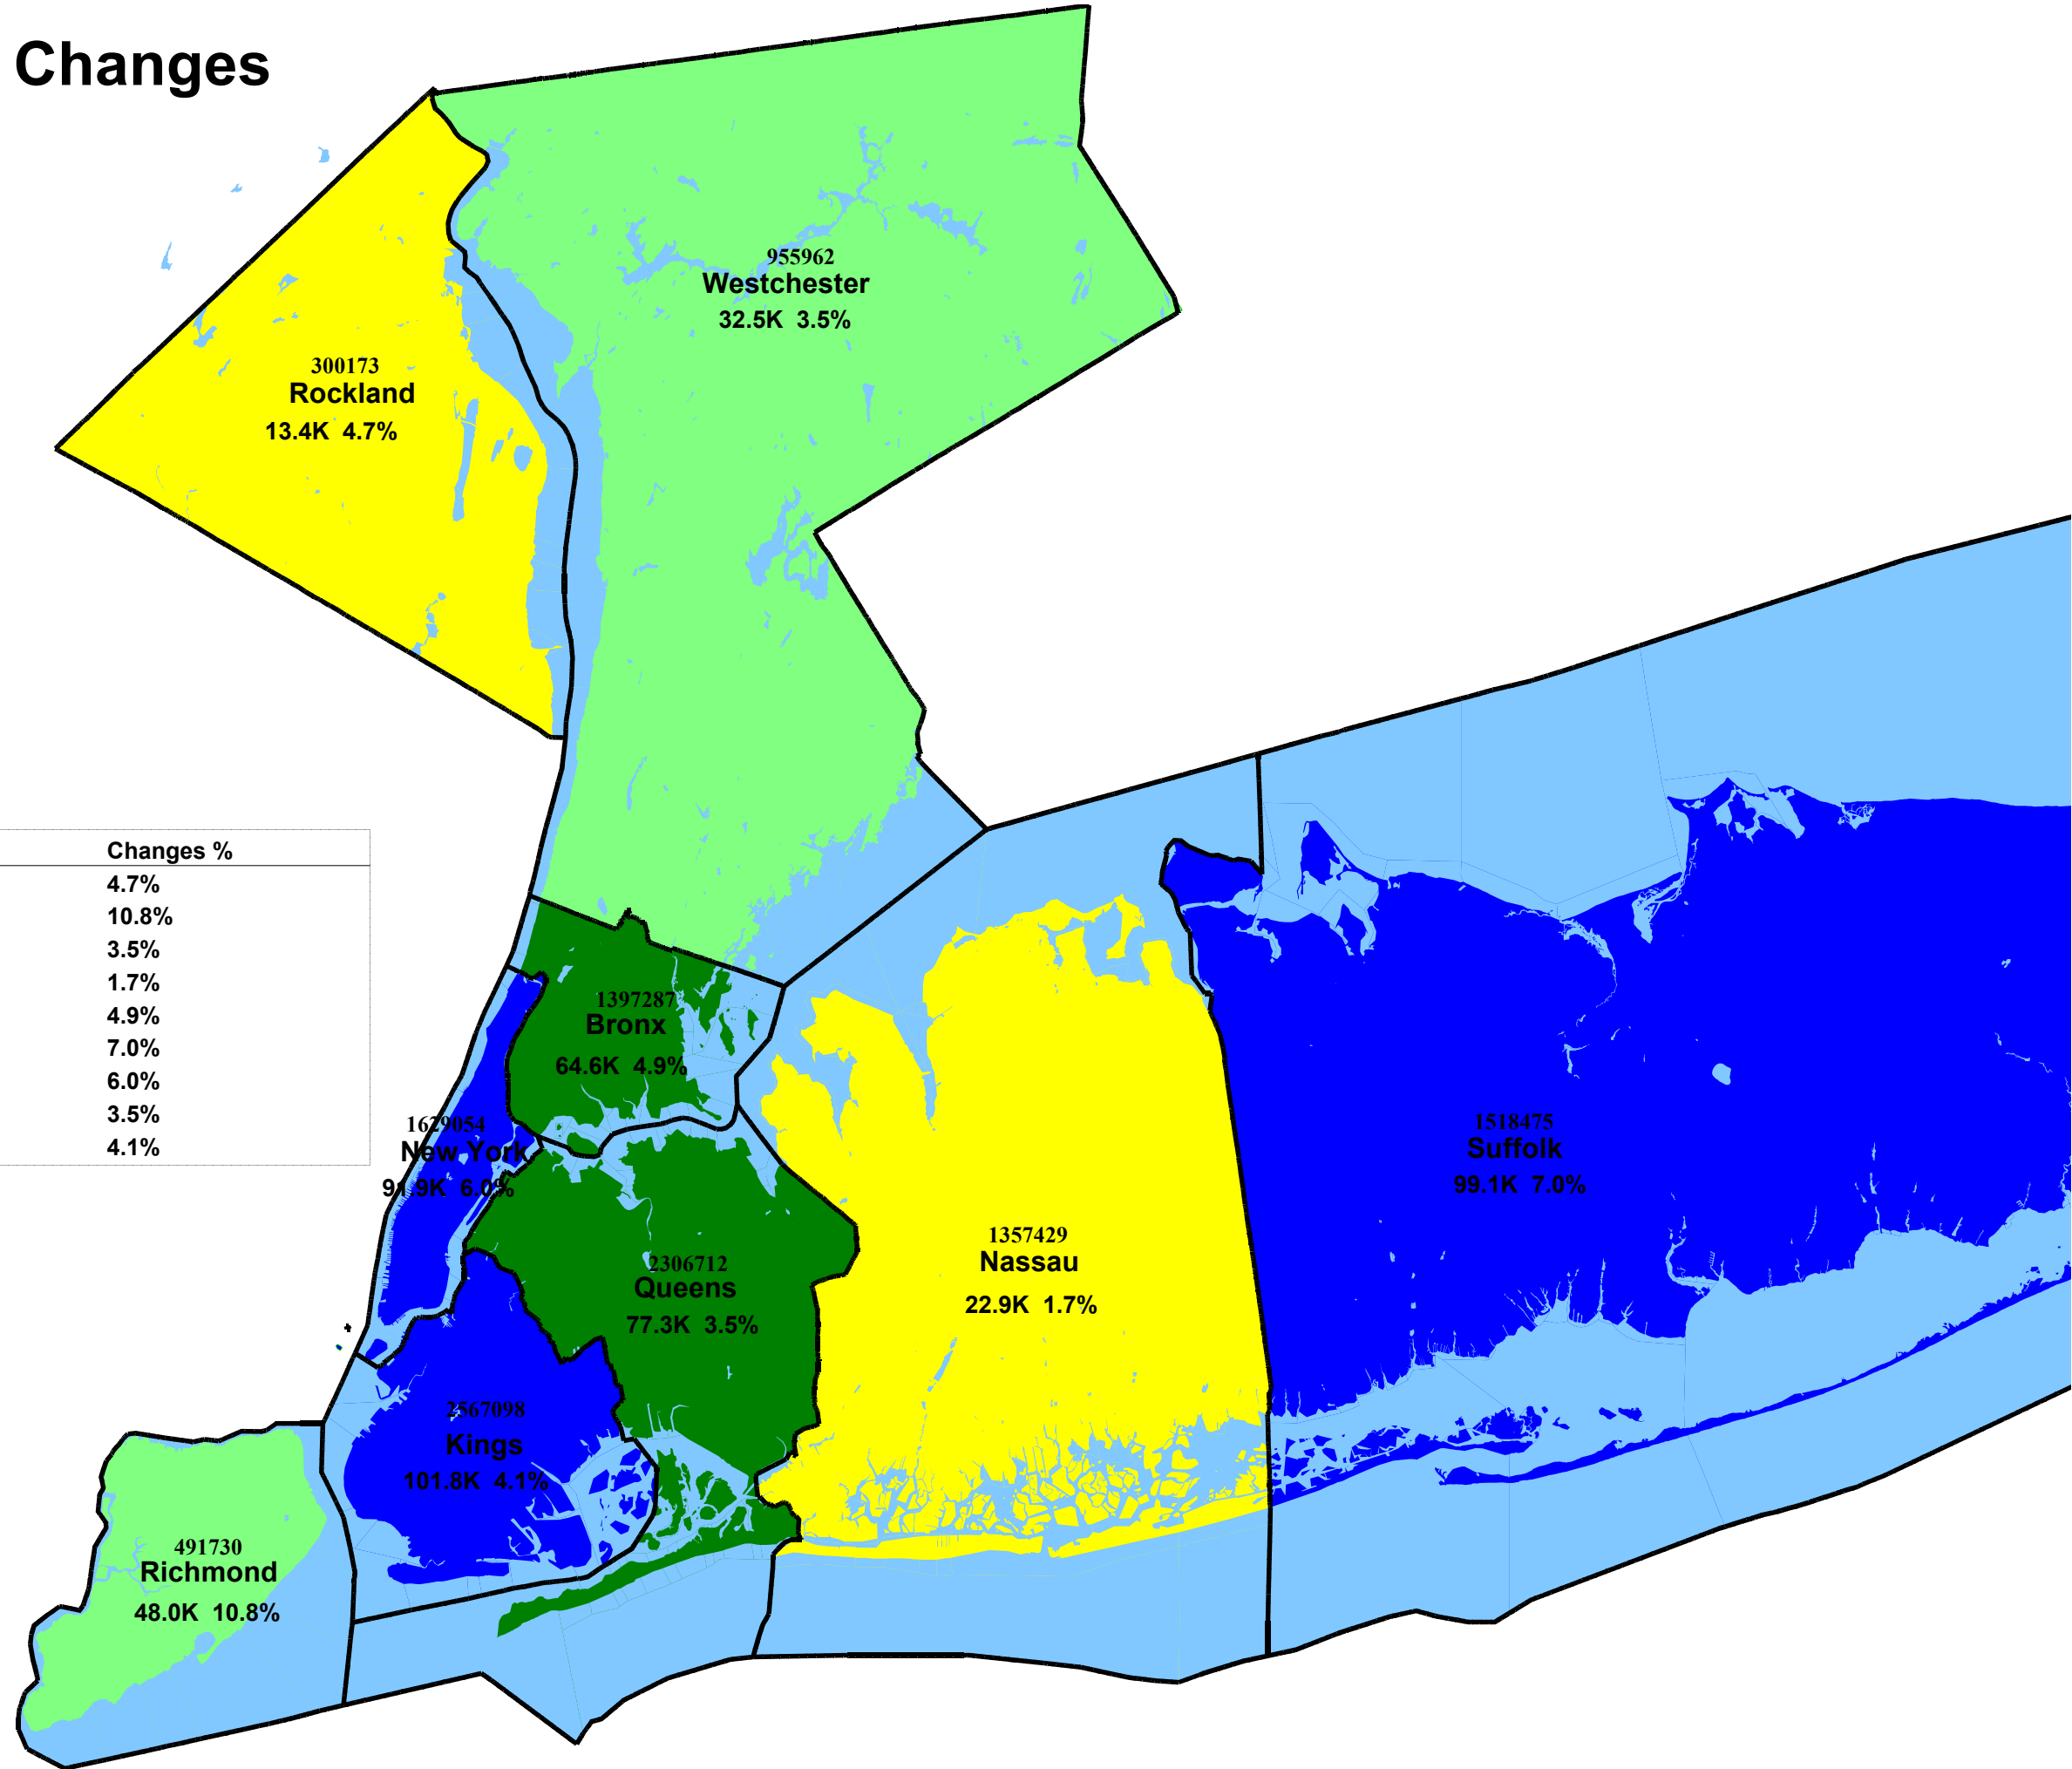 Changes
955962
Westchester
32.5K 3.5%
300173
Rockland
13.4K 4.7%
Changes %
4.7%
10.8%
3.5%
1.7%
4.9%
7.0%
6.0%
3.5%
4.1%
1397287
Bronx
64.6K 4.9%
1629054
New York
91.9K 6.0%
1518475
Suffolk
99.1K 7.0%
1357429
Nassau
22.9K 1.7%
2306712
Queens
77.3K 3.5%
2567098
Kings
101.8K 4.1%
491730
Richmond
48.0K 10.8%